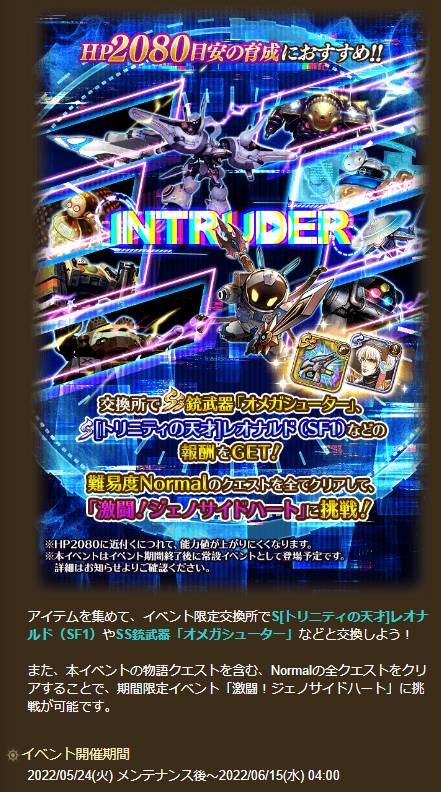 HP2080目安の育成におすすめ!!
INTRUDER
交換所でSS銃武器「オメガシューター」、
S[トリニティの天才]レオナルド(SF1)などの
報酬をGET!
難易度Normalのクエストを全てクリアして、
「激闘!ジェノサイドハート」に挑戦!
※HP2080に近付くにつれて、能力値が上がりにくくなります。
※本イベントはイベント期間終了後に常設イベントとして登場予定です。
詳細はお知らせよりご確認ください。
アイテムを集めて、イベント限定交換所でS[トリニティの天才]レオナ
ルド(SF1)やSS銃武器「オメガシューター」などと交換しよう!
また、本イベントの物語クエストを含む、Normalの全クエストをクリ
アすることで、期間限定イベント「激闘!ジェノサイドハート」に挑
戦が可能です。
イベント開催期間
2022/05/24(火) メンテナンス後～2022/06/15(水) 04:00